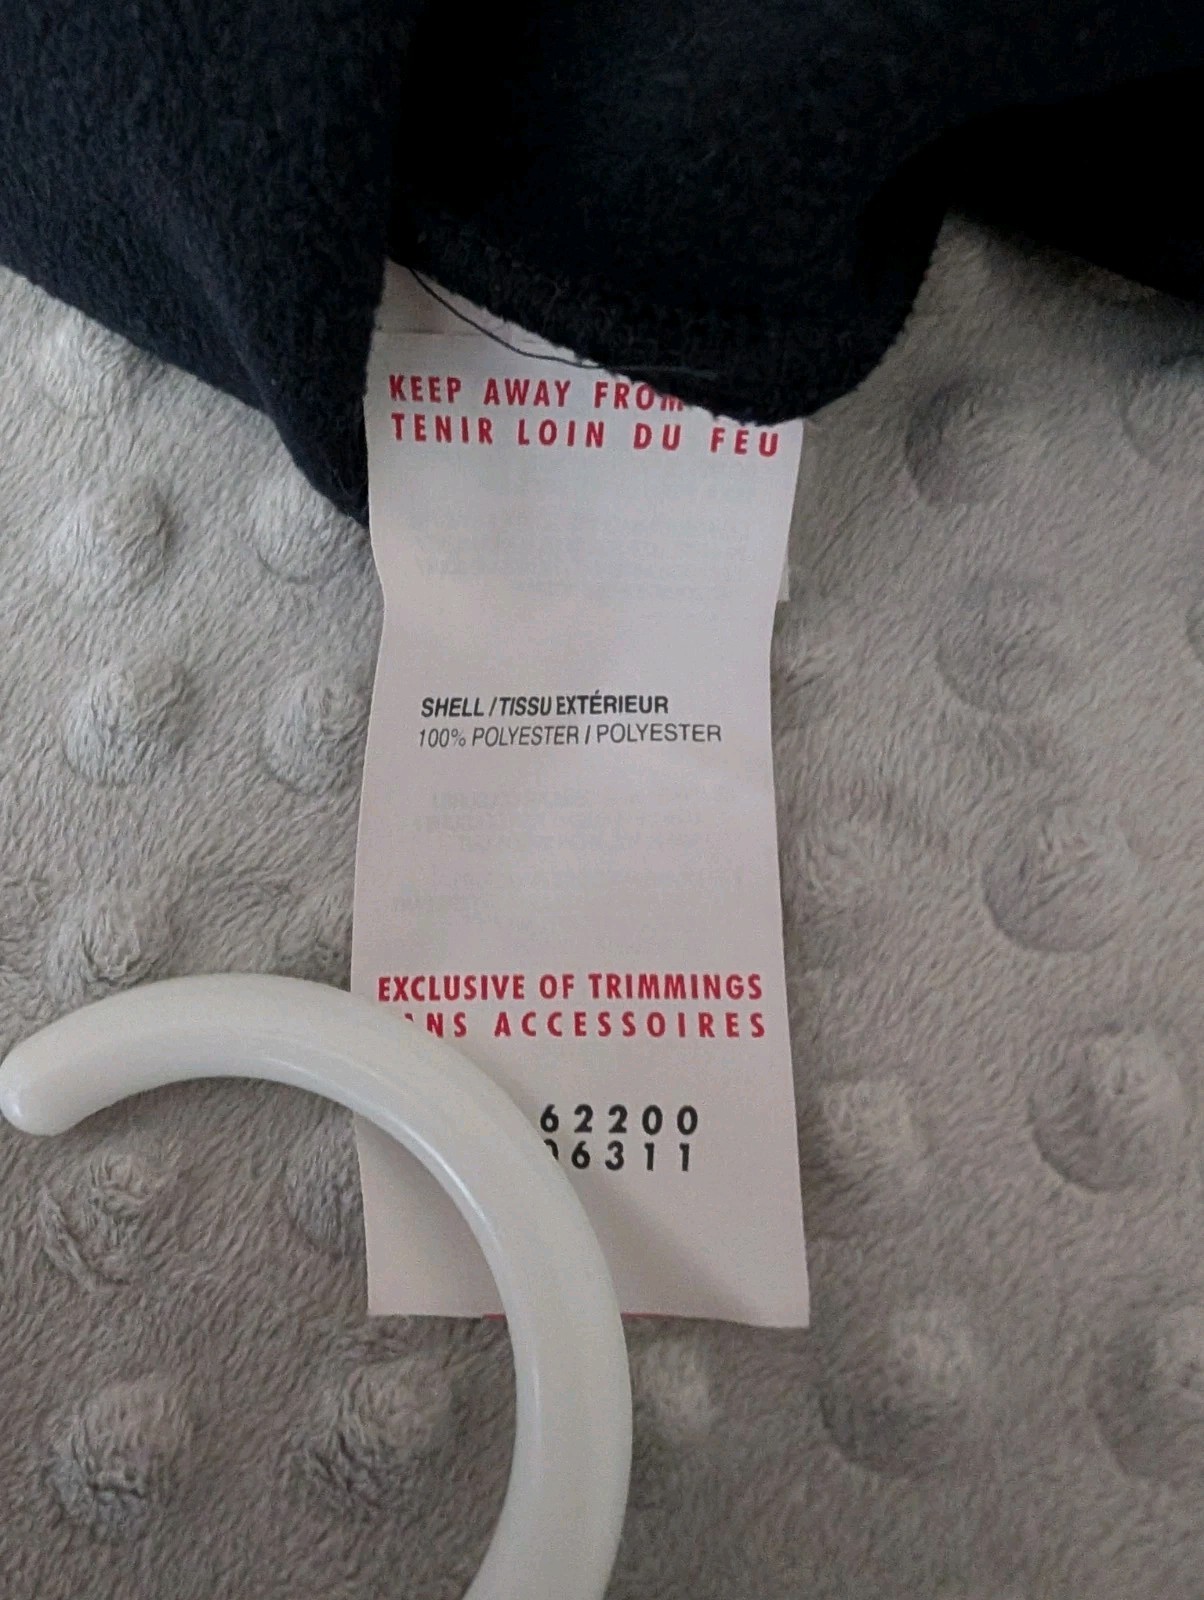 KEEP AWAY FROM
TENIR LOIN DU FEU
SHELL / TISSU EXTÉRIEUR
100% POLYESTER / POLYESTER
EXCLUSIVE OF TRIMMINGS
ANS ACCESSOIRES
62200
06311